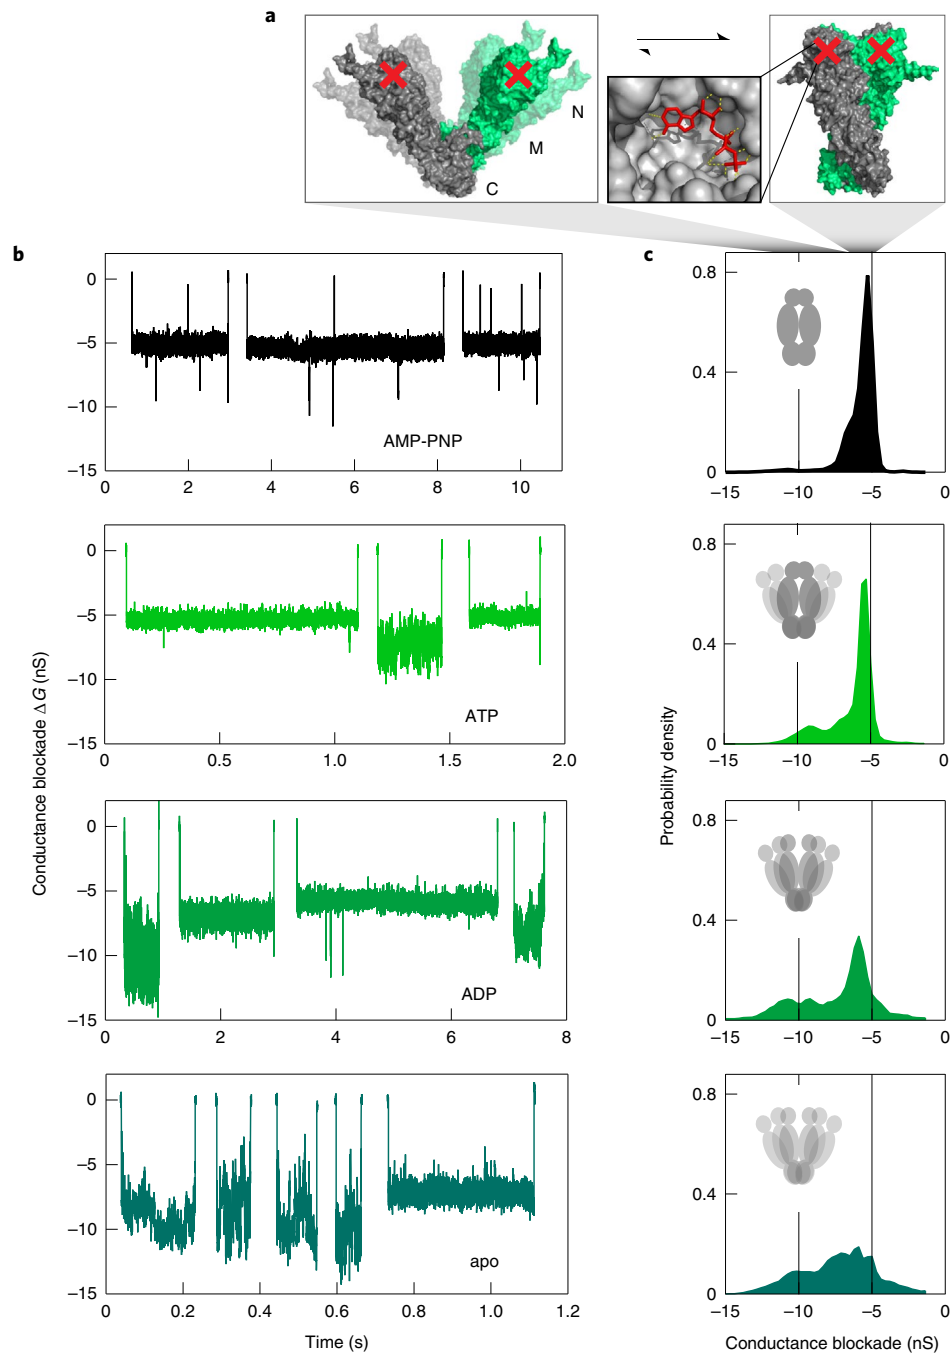 a
N
M
C
b
c
Conductance blockade ΔG (nS)
0
−5
−10
−15
AMP-PNP
0 2 4 6 8 10
0.8
0.4
0
−15 −10 −5 0
0
−5
−10
−15
ATP
0 0.5 1.0 1.5 2.0
Probability density
0.8
0.4
0
−15 −10 −5 0
0
−5
−10
−15
ADP
0 2 4 6 8
0.8
0.4
0
−15 −10 −5 0
0
−5
−10
−15
apo
0 0.2 0.4 0.6 0.8 1.0 1.2
Time (s)
0.8
0.4
0
−15 −10 −5 0
Conductance blockade (nS)